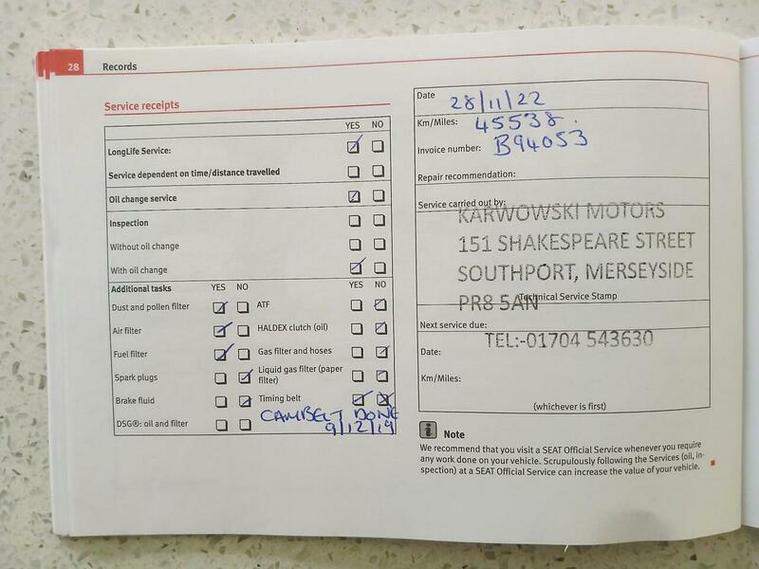 28
Records
Service receipts
YES NO
LongLife Service:
Service dependent on time/distance travelled
Oil change service
Inspection
Without oil change
With oil change
Additional tasks YES NO YES NO
Dust and pollen filter ATF
Air filter HALDEX clutch (oil)
Fuel filter Gas filter and hoses
Spark plugs Liquid gas filter (paper
filter)
Brake fluid Timing belt
CAMBELT DONE
DSG®: oil and filter 9/12/19
Date 28/11/22
Km/Miles: 45538.
Invoice number: B94053
Repair recommendation:
Service carried out by:
KARWOWSKI MOTORS
151 SHAKESPEARE STREET
SOUTHPORT, MERSEYSIDE
PR8 5AN
Technical Service Stamp
Next service due:
TEL:-01704 543630
Date:
Km/Miles:
(whichever is first)
i Note
We recommend that you visit a SEAT Official Service whenever you require
any work done on your vehicle. Scrupulously following the Services (oil, in-
spection) at a SEAT Official Service can increase the value of your vehicle.